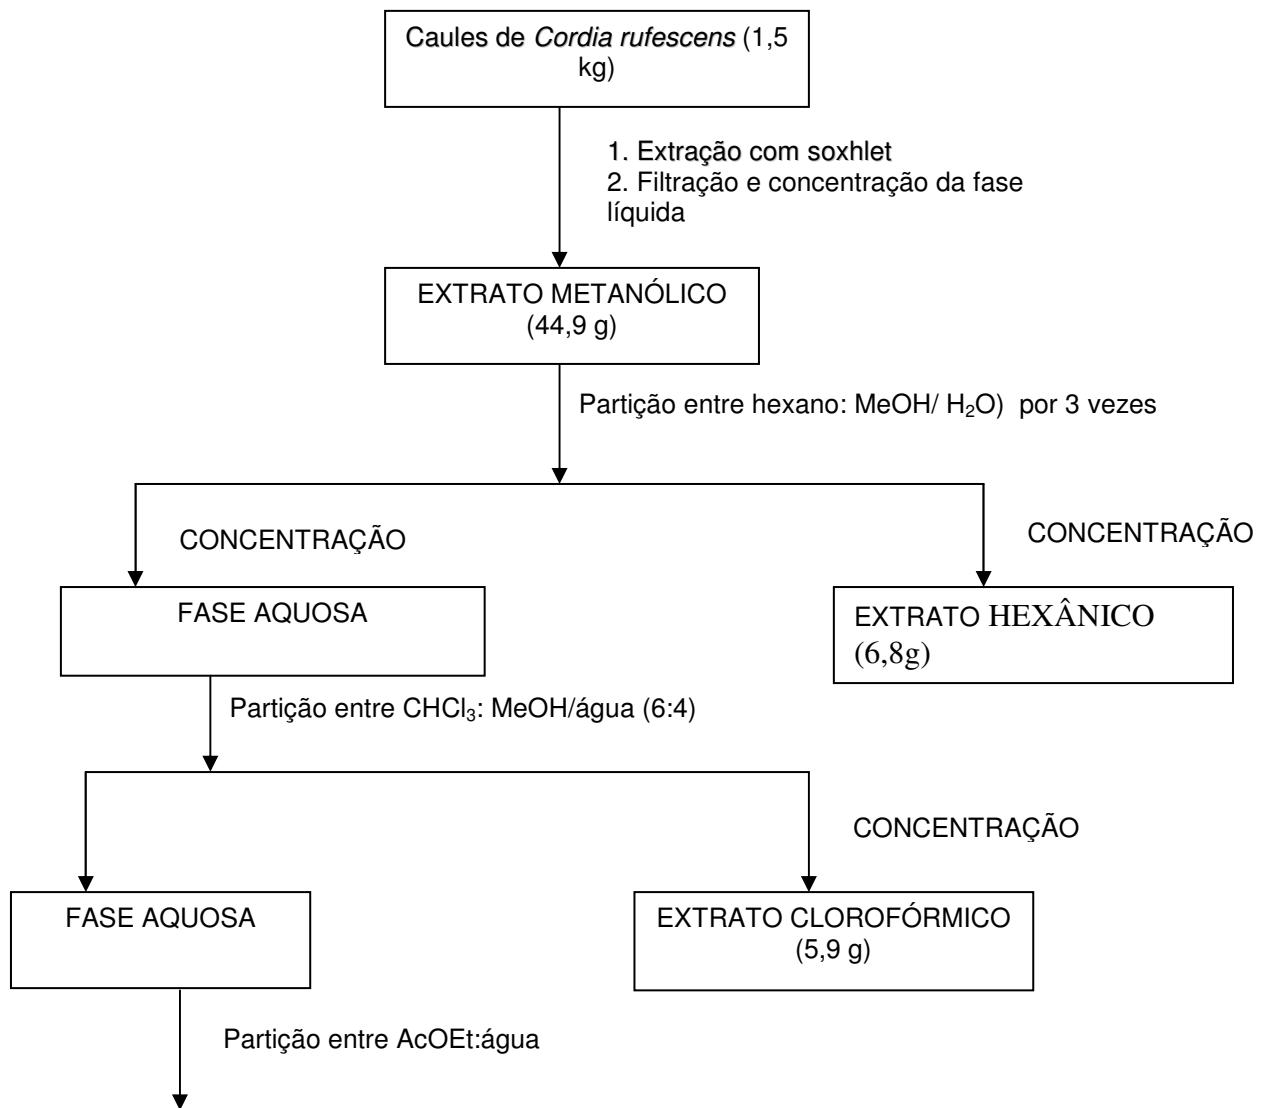 Caules de Cordia rufescens (1,5
kg)
1. Extração com soxhlet
2. Filtração e concentração da fase
líquida
EXTRATO METANÓLICO
(44,9 g)
Partição entre hexano: MeOH/ H₂O) por 3 vezes
CONCENTRAÇÃO
CONCENTRAÇÃO
FASE AQUOSA
EXTRATO HEXÂNICO
(6,8g)
Partição entre CHCl₃: MeOH/água (6:4)
CONCENTRAÇÃO
FASE AQUOSA
EXTRATO CLOROFÓRMICO
(5,9 g)
Partição entre AcOEt:água